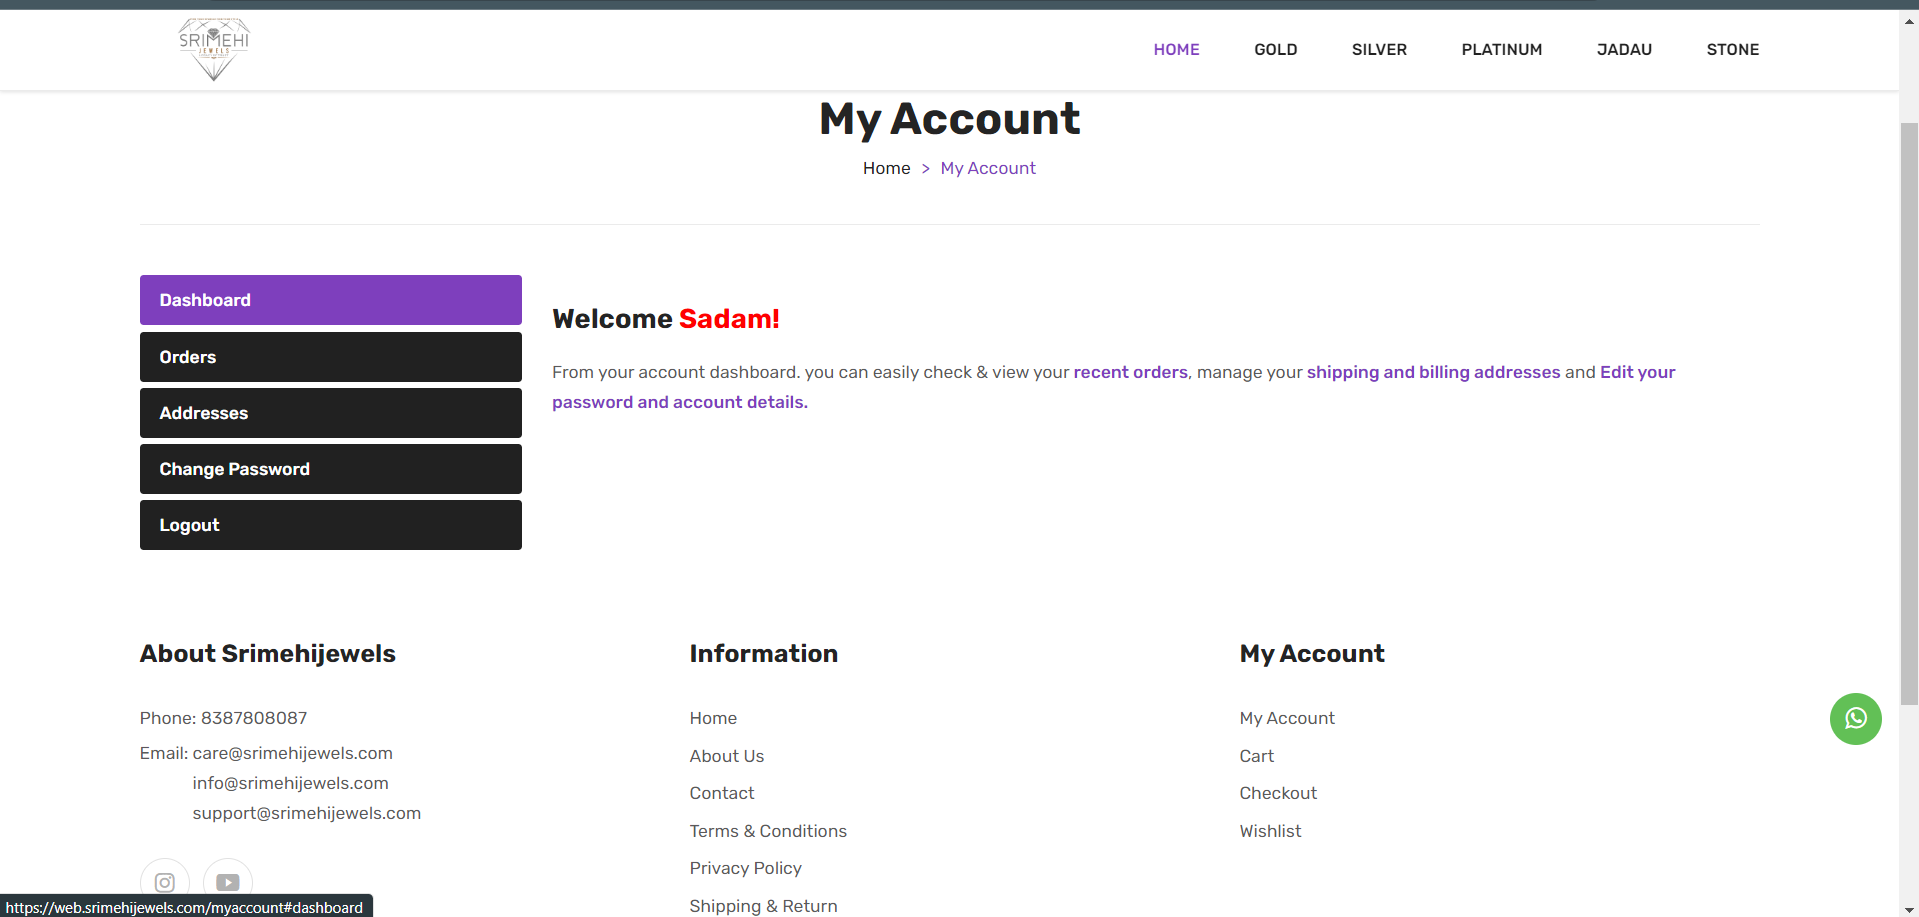 SRIMEHI
JEWELS
HOME GOLD SILVER PLATINUM JADAU STONE
My Account
Home > My Account
Dashboard
Orders
Addresses
Change Password
Logout
Welcome Sadam!
From your account dashboard. you can easily check & view your recent orders, manage your shipping and billing addresses and Edit your
password and account details.
About Srimehijewels
Phone: 8387808087
Email: care@srimehijewels.com
info@srimehijewels.com
support@srimehijewels.com
Information
Home
About Us
Contact
Terms & Conditions
Privacy Policy
Shipping & Return
My Account
My Account
Cart
Checkout
Wishlist
https://web.srimehijewels.com/myaccount#dashboard